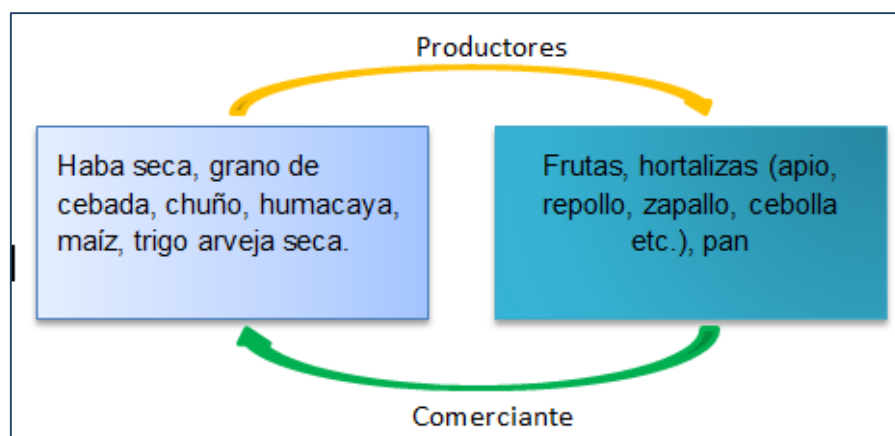 Productores
Haba seca, grano de
cebada, chuño, humacaya,
maíz, trigo arveja seca.
Frutas, hortalizas (apio,
repollo, zapallo, cebolla
etc.), pan
Comerciante